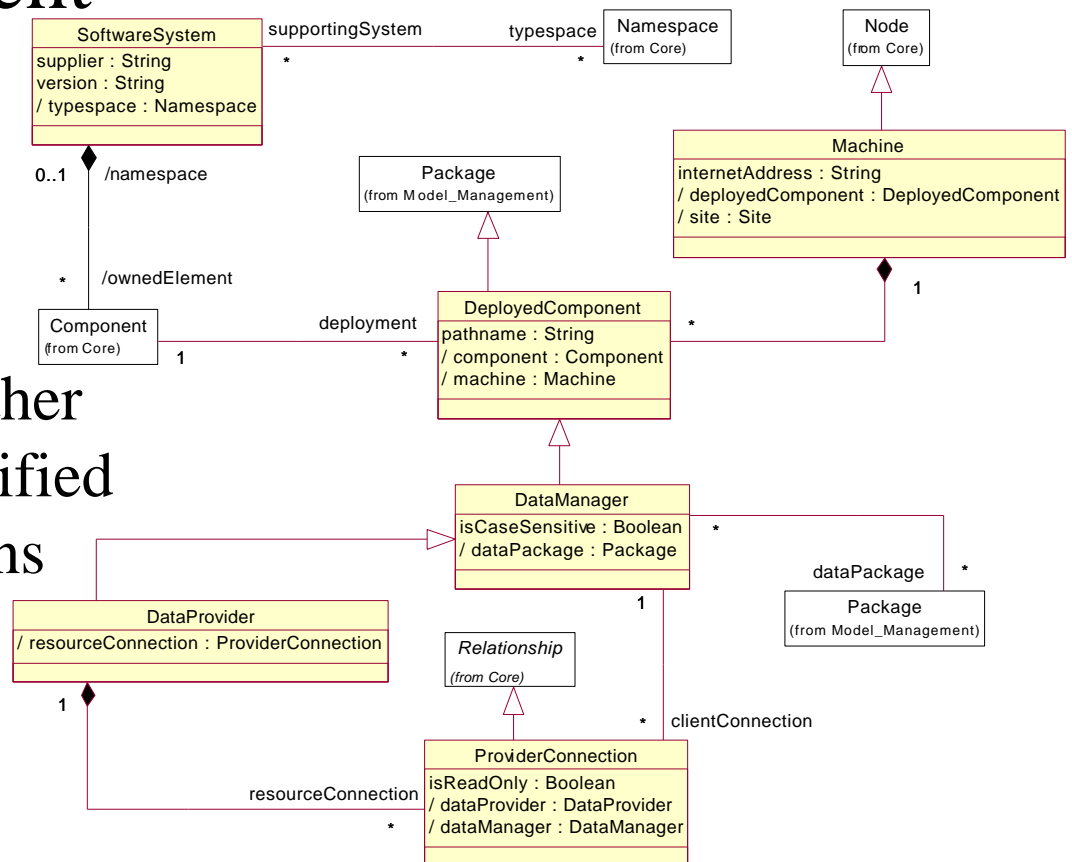 ent
SoftwareSystem
supplier : String
version : String
/ typespace : Namespace
supportingSystem
*
typespace
*
Namespace
(from Core)
Node
(from Core)
Machine
internetAddress : String
/ deployedComponent : DeployedComponent
/ site : Site
0..1
/namespace
Package
(from Model_Management)
*
/ownedElement
1
Component
(from Core)
1
deployment
*
DeployedComponent
pathname : String
/ component : Component
/ machine : Machine
*
her
ified
ns
DataManager
isCaseSensitive : Boolean
/ dataPackage : Package
*
dataPackage
*
Package
(from Model_Management)
DataProvider
/ resourceConnection : ProviderConnection
1
Relationship
(from Core)
1
*
clientConnection
ProviderConnection
isReadOnly : Boolean
/ dataProvider : DataProvider
/ dataManager : DataManager
resourceConnection
*